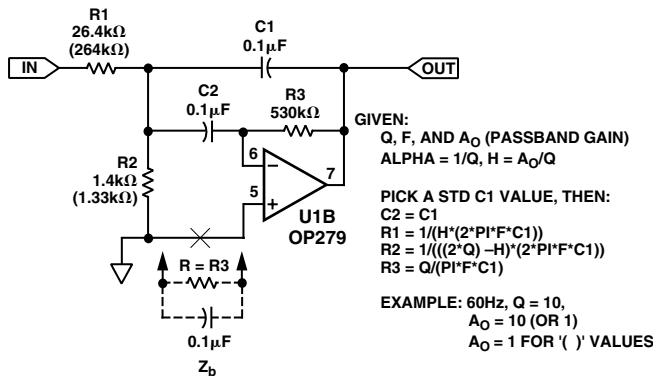 R1
26.4kΩ
(264kΩ)
C1
0.1μF
IN
OUT
C2
0.1μF
R3
530kΩ
R2
1.4kΩ
(1.33kΩ)
6
−
7
5
+
U1B
OP279
R = R3
0.1μF
Zb
GIVEN:
Q, F, AND AO (PASSBAND GAIN)
ALPHA = 1/Q, H = AO/Q
PICK A STD C1 VALUE, THEN:
C2 = C1
R1 = 1/(H*(2*PI*F*C1))
R2 = 1/(((2*Q) −H)*(2*PI*F*C1))
R3 = Q/(PI*F*C1)
EXAMPLE: 60Hz, Q = 10,
AO = 10 (OR 1)
AO = 1 FOR '( )' VALUES